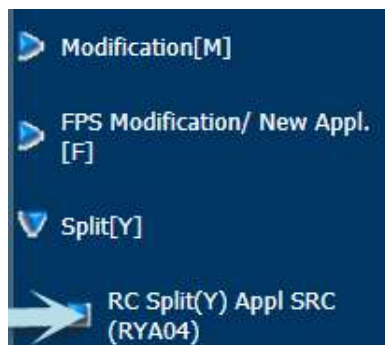 Modification[M]
FPS Modification/ New Appl.
[F]
Split[Y]
RC Split(Y) Appl SRC
(RYA04)